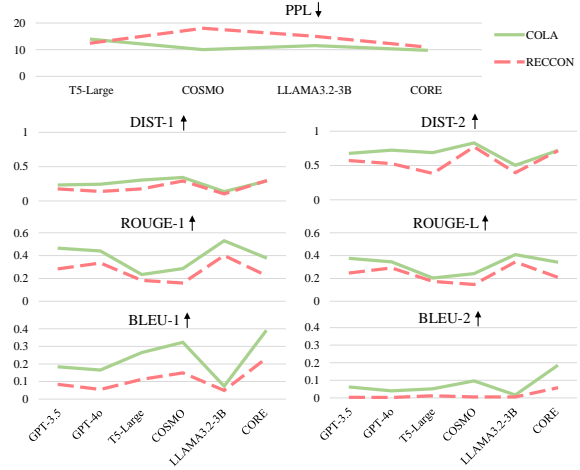 PPL ↓
20
10
0
T5-Large COSMO LLAMA3.2-3B CORE
COLA
RECCON
DIST-1 ↑
1
0.5
0
DIST-2 ↑
1
0.5
0
ROUGE-1 ↑
0.6
0.4
0.2
0
ROUGE-L ↑
0.6
0.4
0.2
0
BLEU-1 ↑
0.4
0.3
0.2
0.1
0
GPT-3.5 GPT-4o T5-Large COSMO LLAMA3.2-3B CORE
BLEU-2 ↑
0.4
0.3
0.2
0.1
0
GPT-3.5 GPT-4o T5-Large COSMO LLAMA3.2-3B CORE